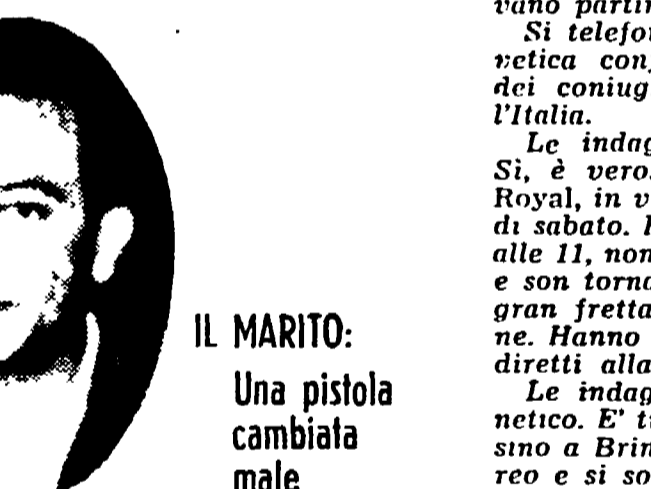 IL MARITO:
Una pistola
cambiata
male
vano partir
Si telefon
vetica con
dei coniug
l'Italia.
Le indag
Sì, è vero.
Royal, in v
di sabato.
alle 11, non
e son torna
gran fretta
ne. Hanno
diretti alla
Le indag
netico. E' t
sino a Brin
reo e si so